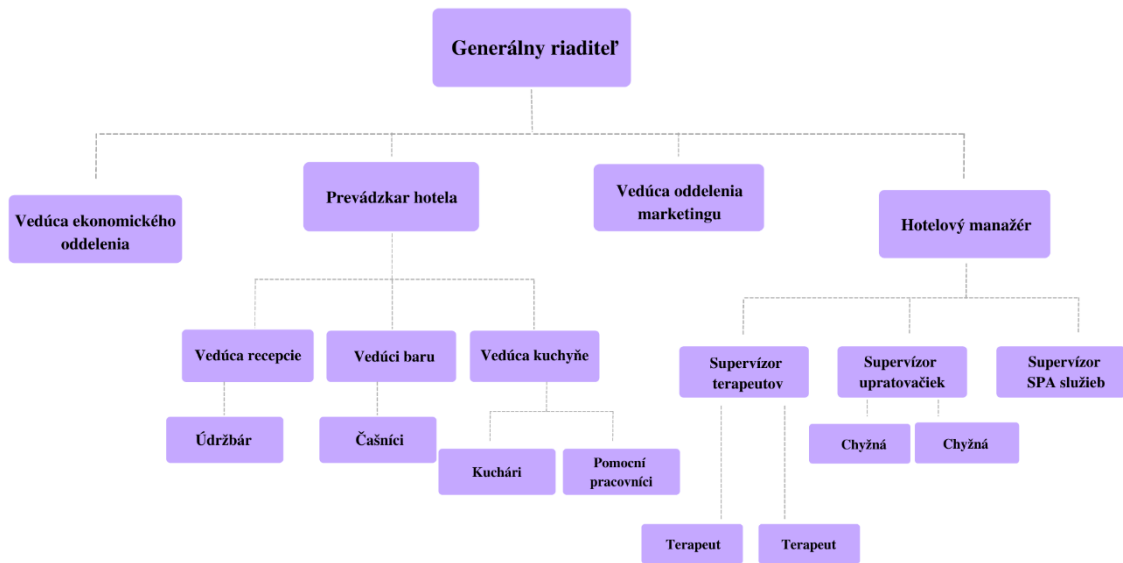 Generálny riaditeľ
Vedúca ekonomického
oddelenia
Prevádzkar hotela
Vedúca oddelenia
marketingu
Hotelový manažér
Vedúca recepcie
Vedúci baru
Vedúca kuchyňe
Supervízor
terapeutov
Supervízor
upratovačiek
Supervízor
SPA služieb
Údržbár
Čašníci
Kuchári
Pomocní
pracovníci
Chyžná
Chyžná
Terapeut
Terapeut